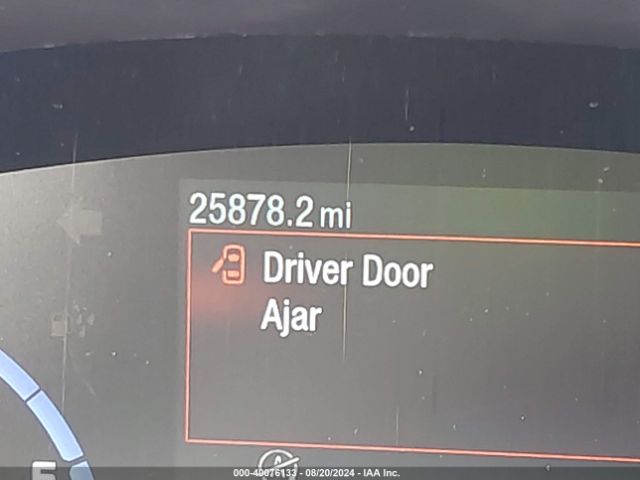 25878.2 mi
Driver Door
Ajar
000-40076133 - 08/20/2024 - IAA Inc.